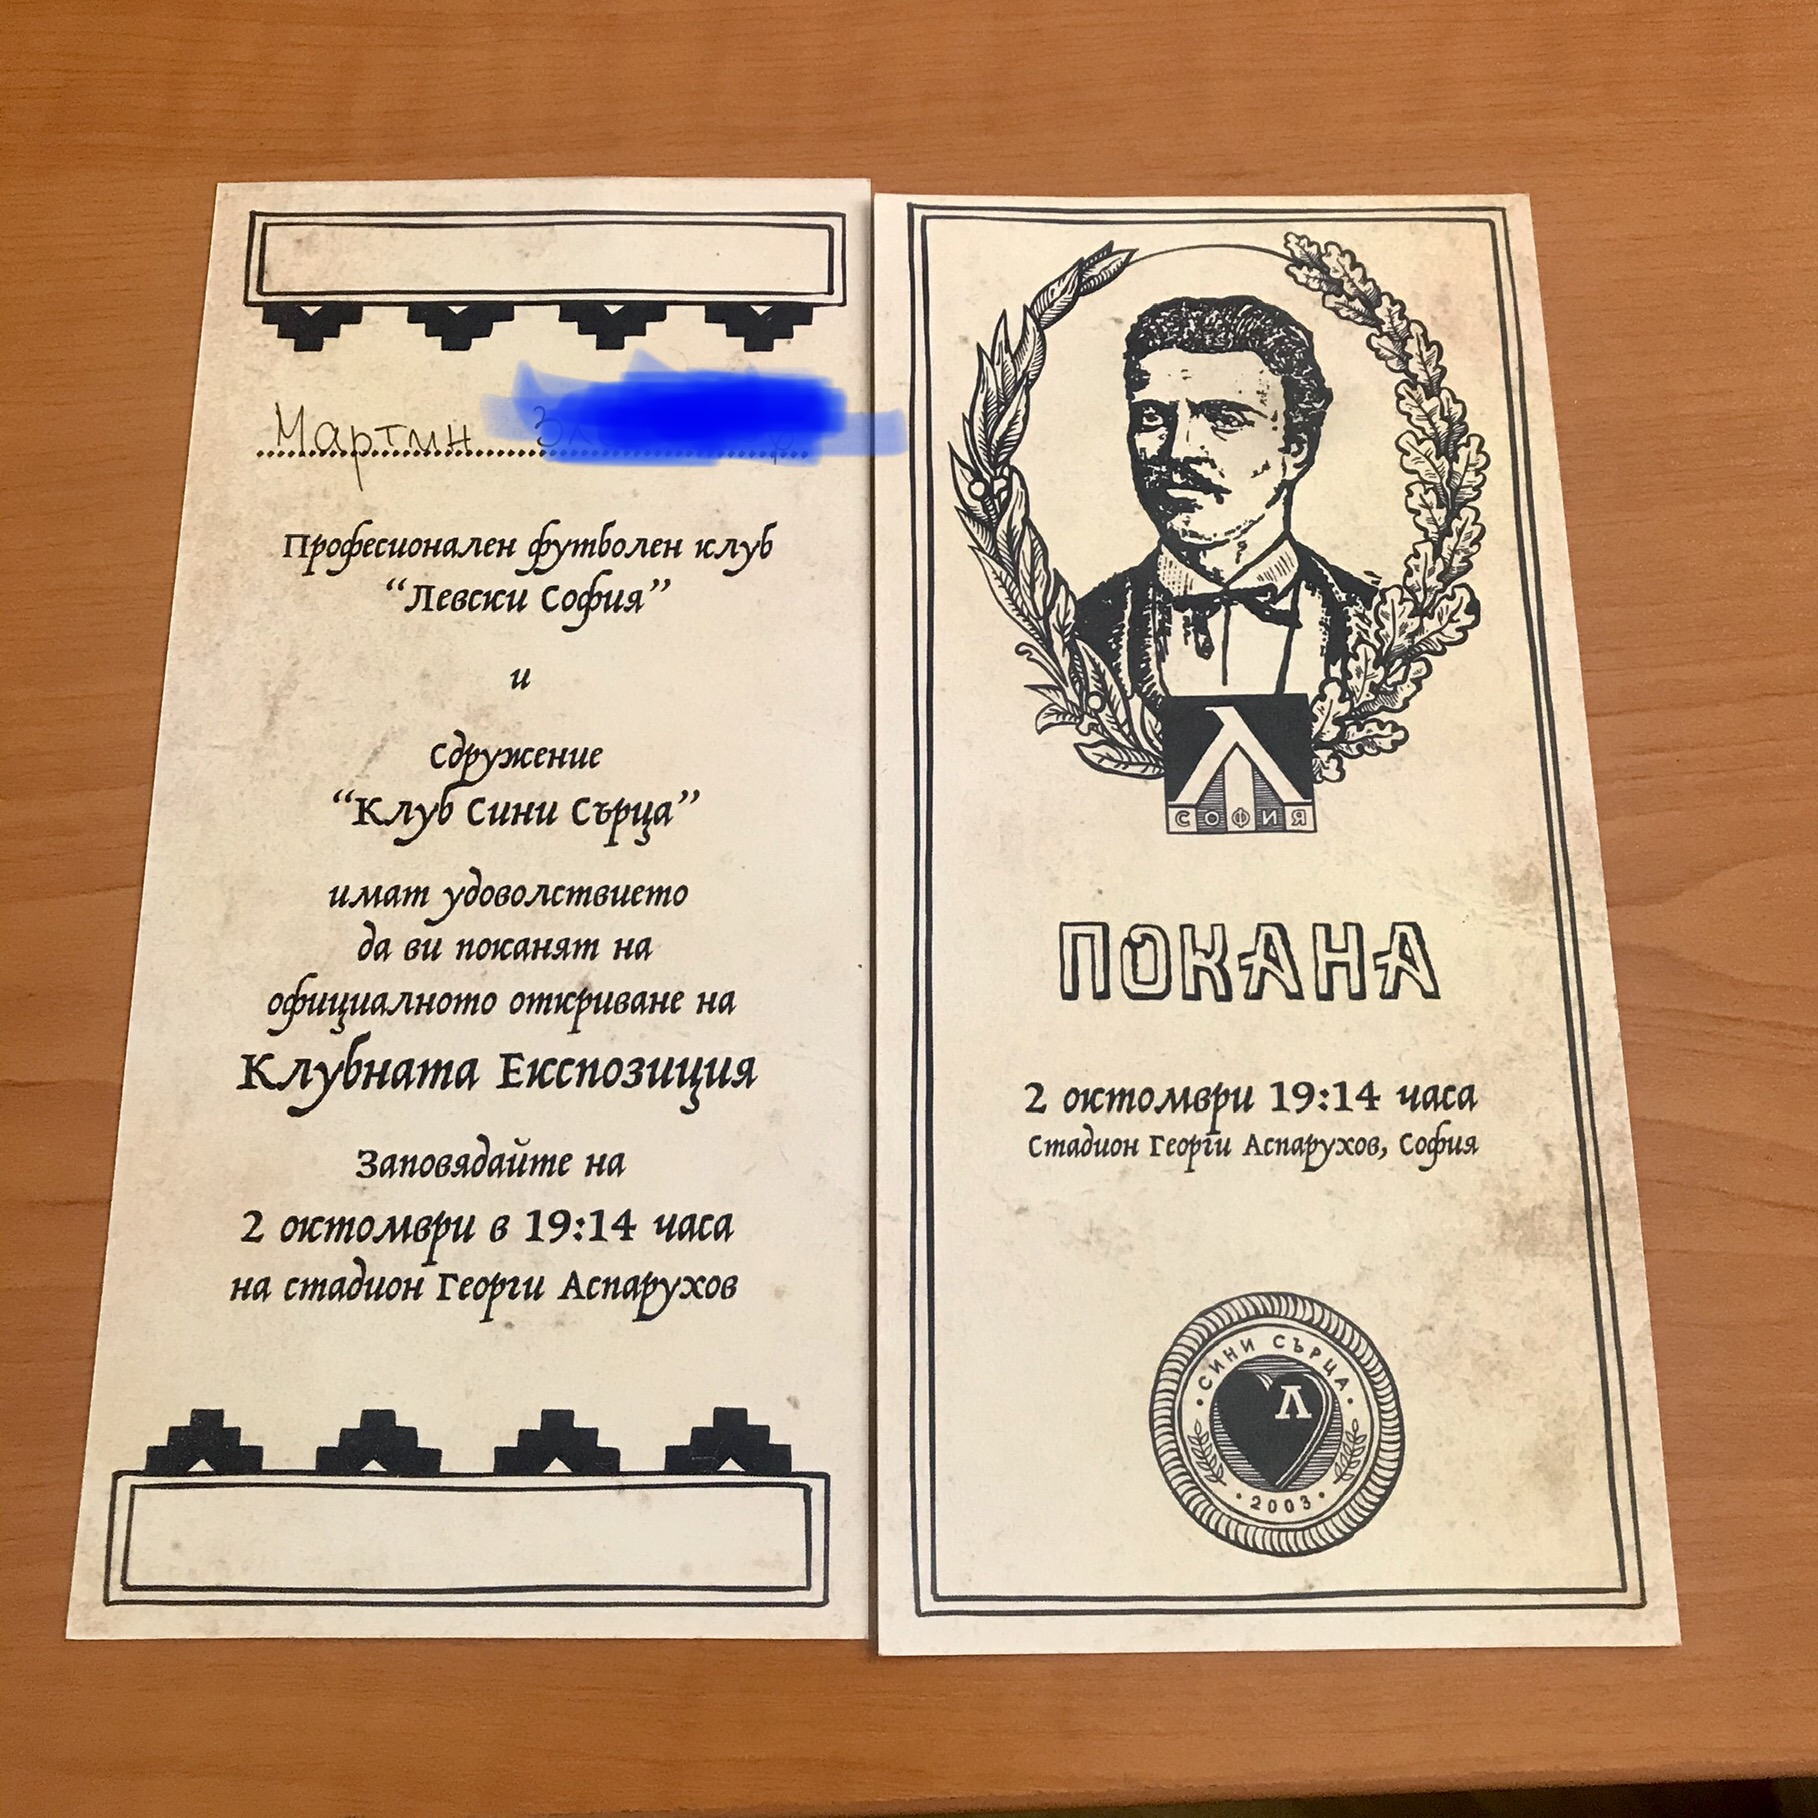 Мартин
Професионален футболен клуб
“Левски София”
и
Сдружение
“Клуб Сини Сърца”
имат удоволствието
да ви поканят на
официалното откриване на
Клубната Експозиция
Заповядайте на
2 октомври в 19:14 часа
на стадион Георги Аспарухов
Л
СОФИЯ
ПОКАНА
2 октомври 19:14 часа
Стадион Георги Аспарухов, София
• СИНИ СЪРЦА •
Л
• 2003 •